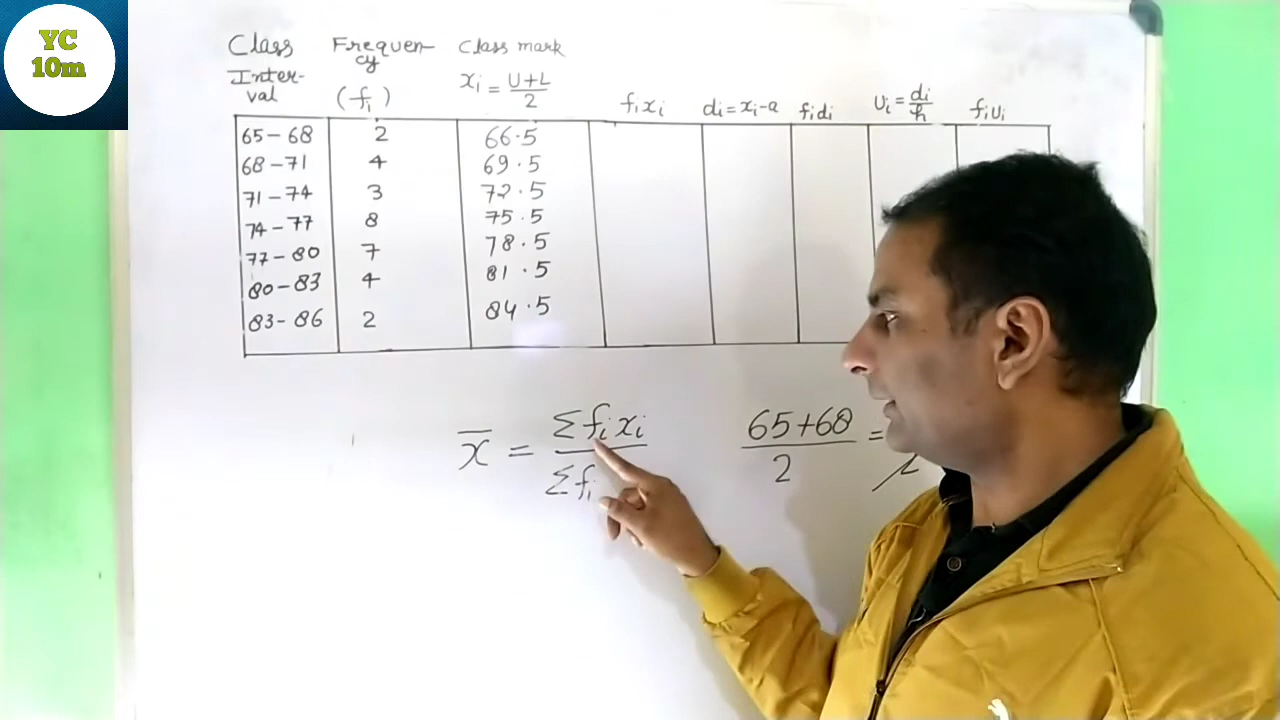 YC
10m
Class Interval
Frequency (fi)
Class mark xi = U+L/2
fixi
di=xi-a
fidi
Ui = di/h
fiUi
65-68 2 66.5
68-71 4 69.5
71-74 3 72.5
74-77 8 75.5
77-80 7 78.5
80-83 4 81.5
83-86 2 84.5
x̄ = Σfixi/Σfi
65+68/2 =